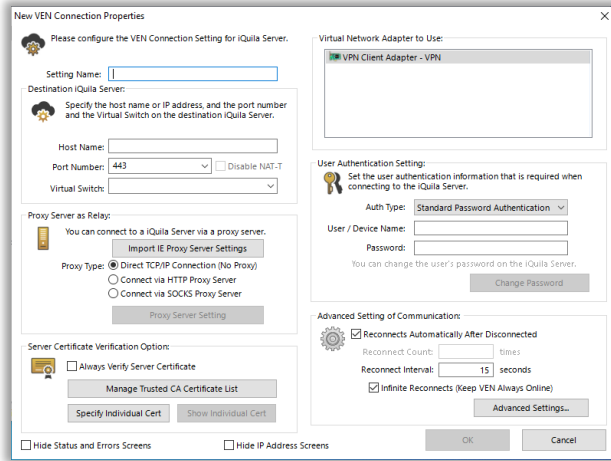 New VEN Connection Properties
Please configure the VEN Connection Setting for iQuila Server.
Setting Name:
Destination iQuila Server:
Specify the host name or IP address, and the port number
and the Virtual Switch on the destination iQuila Server.
Host Name:
Port Number: 443 Disable NAT-T
Virtual Switch:
Proxy Server as Relay:
You can connect to a iQuila Server via a proxy server.
Import IE Proxy Server Settings
Proxy Type: Direct TCP/IP Connection (No Proxy)
Connect via HTTP Proxy Server
Connect via SOCKS Proxy Server
Proxy Server Setting
Server Certificate Verification Option:
Always Verify Server Certificate
Manage Trusted CA Certificate List
Specify Individual Cert Show Individual Cert
Hide Status and Errors Screens Hide IP Address Screens
Virtual Network Adapter to Use:
VPN Client Adapter - VPN
User Authentication Setting:
Set the user authentication information that is required when
connecting to the iQuila Server.
Auth Type: Standard Password Authentication
User / Device Name:
Password:
You can change the user's password on the iQuila Server.
Change Password
Advanced Setting of Communication:
Reconnects Automatically After Disconnected
Reconnect Count: times
Reconnect Interval: 15 seconds
Infinite Reconnects (Keep VEN Always Online)
Advanced Settings...
OK Cancel